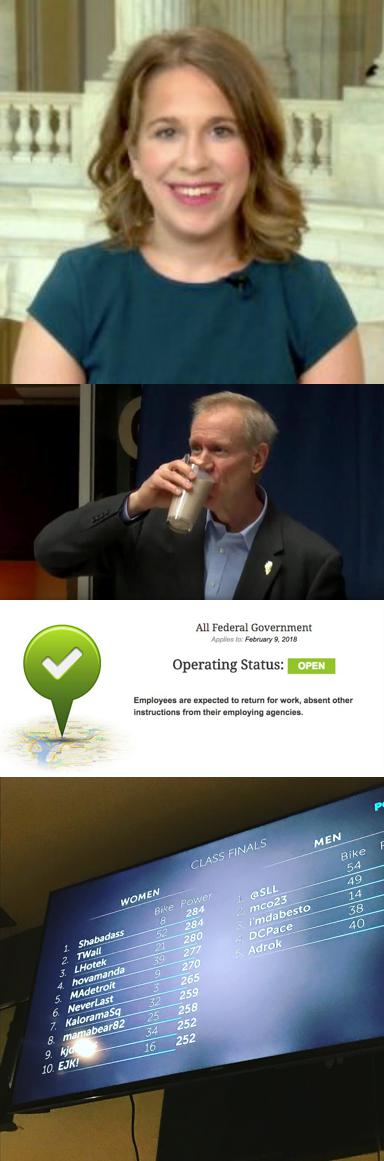 All Federal Government
Applies to: February 9, 2018
Operating Status: OPEN
Employees are expected to return for work, absent other
instructions from their employing agencies.
CLASS FINALS
WOMEN
Bike Power
1. Shabadass 8 284
2. TWall 52 284
3. LHotek 21 280
4. hovamanda 39 277
5. MAdetroit 9 270
6. NeverLast 3 265
7. KaloramaSq 32 259
8. mamabear82 25 258
9. 34 252
10. EJK! 16 252
MEN
Bike
1. @SLL 54
2. mco23 49
3. i'mdabesto 14
4. DCPace 38
5. Adrok 40